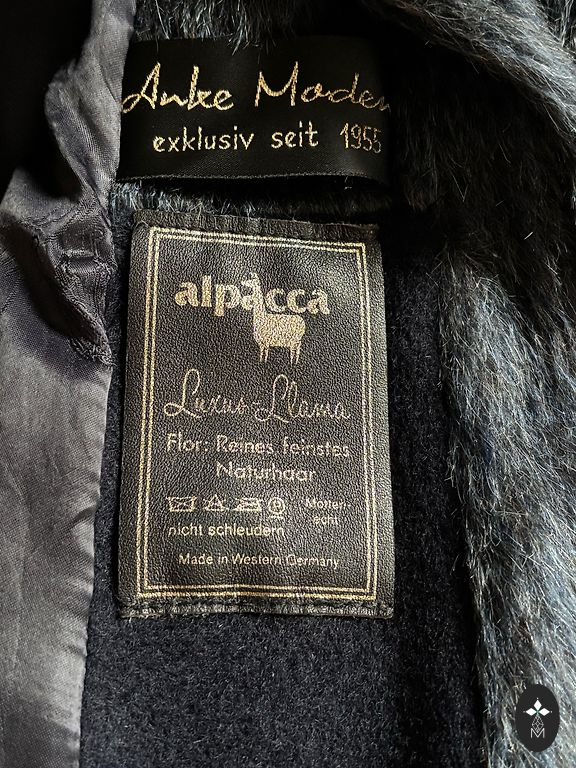 Anke Moden
exklusiv seit 1955
alpacca
Luxus-Llama
Flor: Reines feinstes
Naturhaar
Motten-
echt
nicht schleudern
Made in Western Germany
M